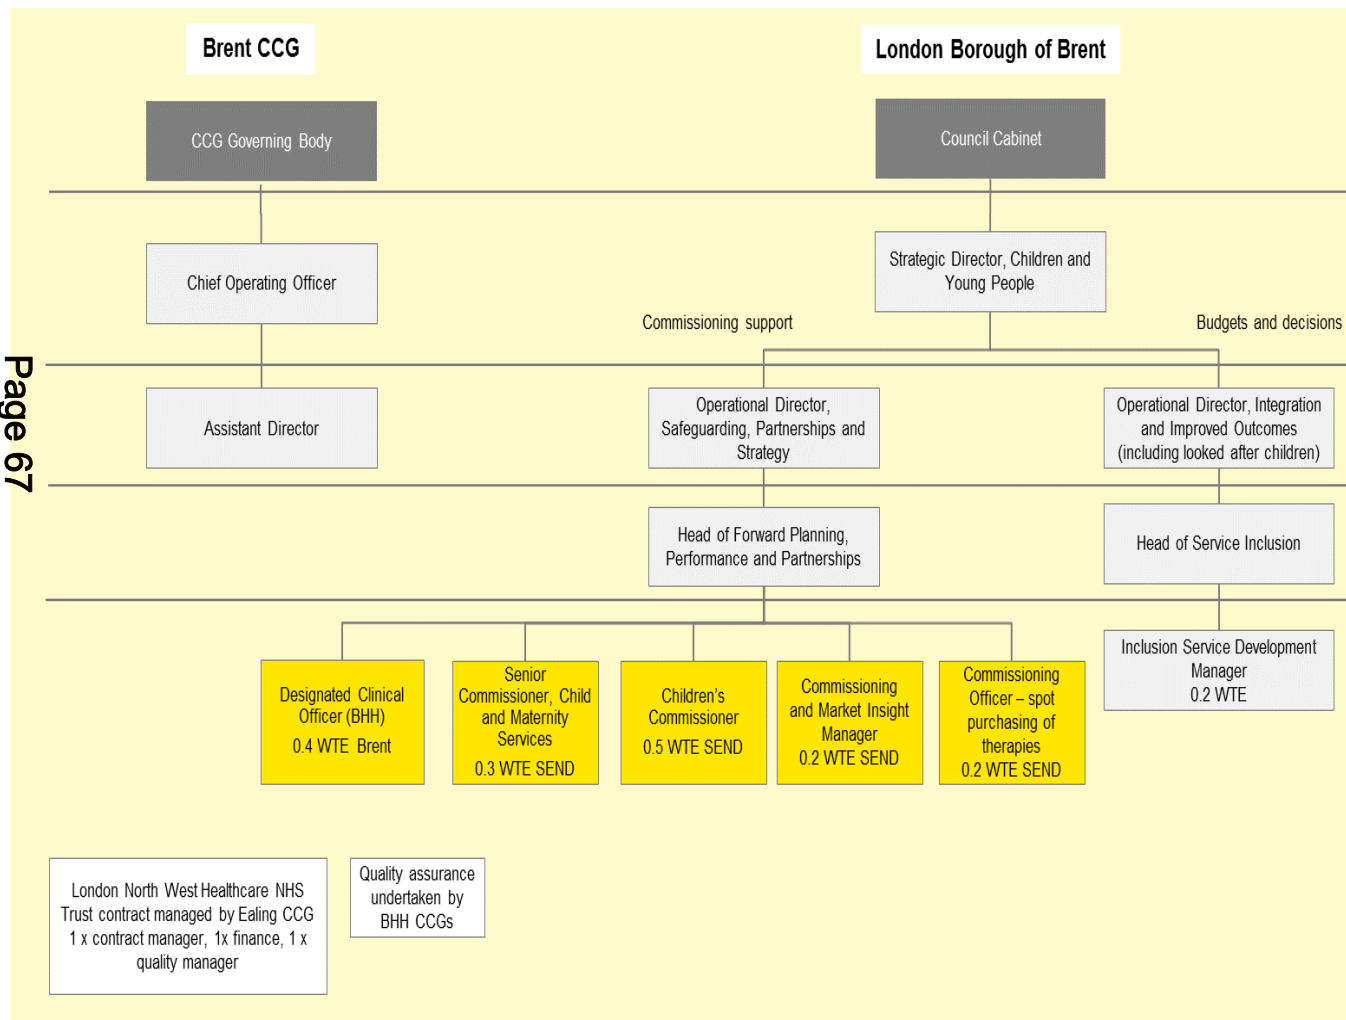 Brent CCG
London Borough of Brent
CCG Governing Body
Council Cabinet
Chief Operating Officer
Strategic Director, Children and
Young People
Commissioning support
Budgets and decisions
Assistant Director
Operational Director,
Safeguarding, Partnerships and
Strategy
Operational Director, Integration
and Improved Outcomes
(including looked after children)
Page 67
Head of Forward Planning,
Performance and Partnerships
Head of Service Inclusion
Inclusion Service Development
Manager
0.2 WTE
Designated Clinical
Officer (BHH)
0.4 WTE Brent
Senior
Commissioner, Child
and Maternity
Services
0.3 WTE SEND
Children’s
Commissioner
0.5 WTE SEND
Commissioning
and Market Insight
Manager
0.2 WTE SEND
Commissioning
Officer – spot
purchasing of
therapies
0.2 WTE SEND
London North West Healthcare NHS
Trust contract managed by Ealing CCG
1 x contract manager, 1x finance, 1 x
quality manager
Quality assurance
undertaken by
BHH CCGs